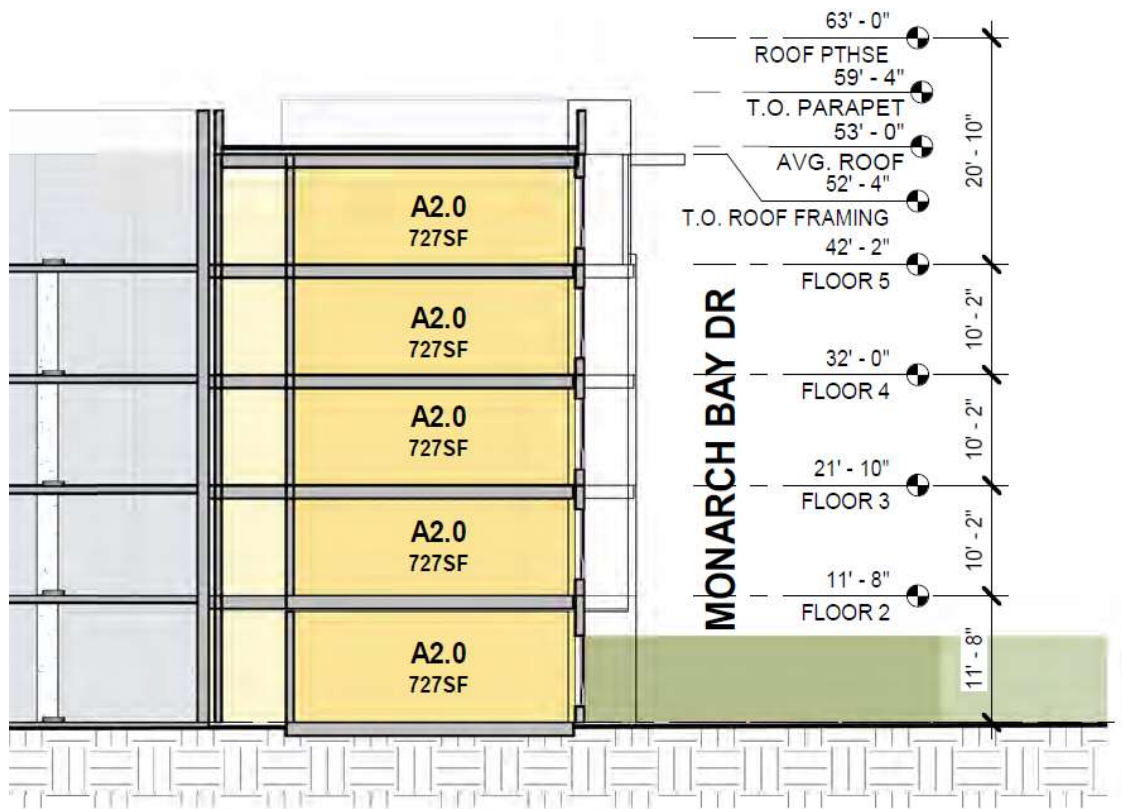 63' - 0"
ROOF PTHSE
59' - 4"
T.O. PARAPET
53' - 0"
AVG. ROOF
52' - 4"
T.O. ROOF FRAMING
42' - 2"
FLOOR 5
32' - 0"
FLOOR 4
21' - 10"
FLOOR 3
11' - 8"
FLOOR 2
20' - 10"
10' - 2"
10' - 2"
10' - 2"
11' - 8"
MONARCH BAY DR
A2.0
727SF
A2.0
727SF
A2.0
727SF
A2.0
727SF
A2.0
727SF